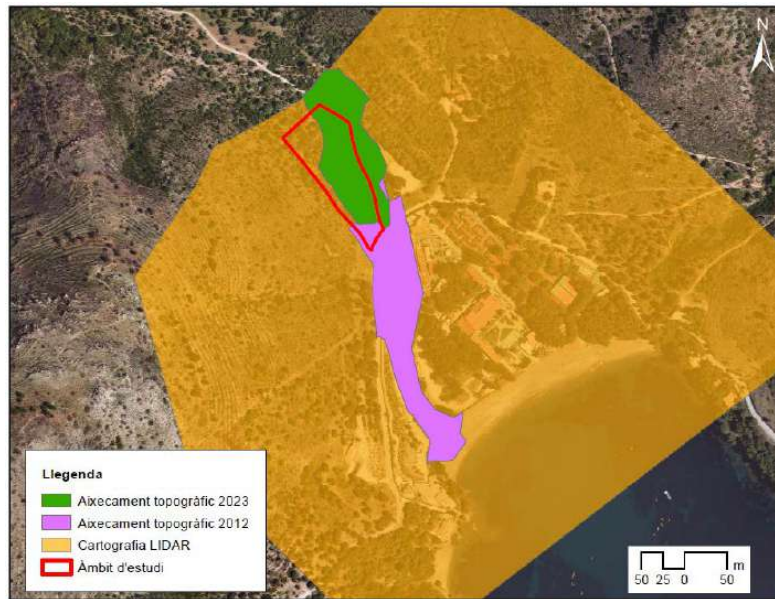 N
Llegenda
Aixecament topogràfic 2023
Aixecament topogràfic 2012
Cartografia LIDAR
Àmbit d'estudi
m
50 25 0 50